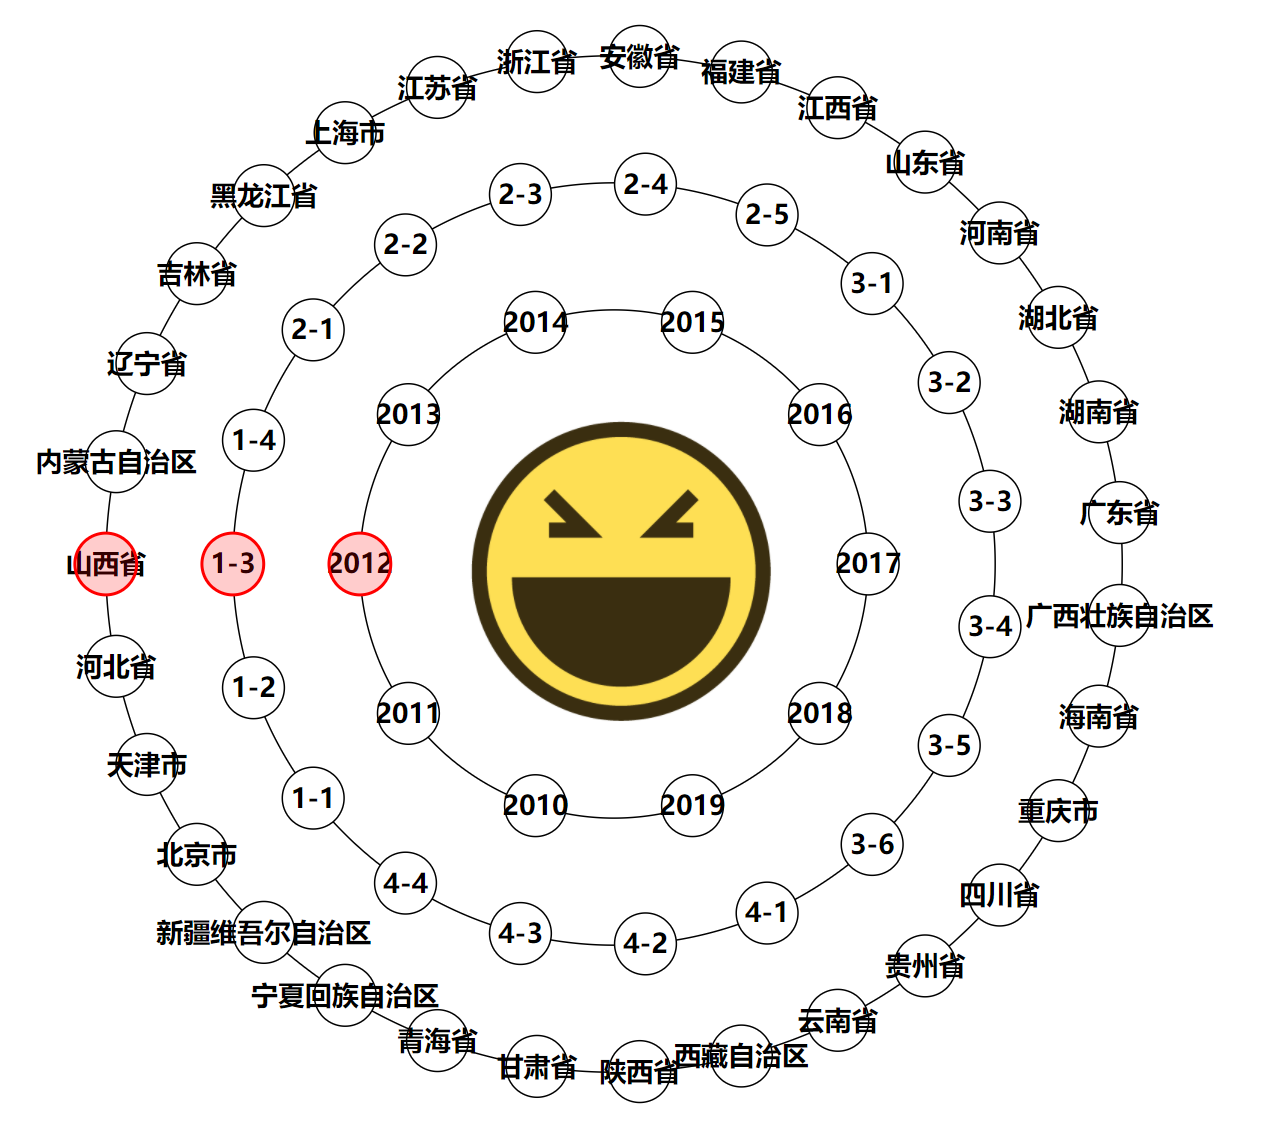 安徽省
浙江省
福建省
江苏省
江西省
上海市
山东省
黑龙江省
河南省
吉林省
湖北省
辽宁省
湖南省
内蒙古自治区
广东省
山西省
广西壮族自治区
河北省
海南省
天津市
重庆市
北京市
四川省
新疆维吾尔自治区
贵州省
宁夏回族自治区
云南省
青海省
西藏自治区
甘肃省
陕西省
2-4
2-3
2-5
2-2
3-1
2-1
3-2
1-4
3-3
1-3
3-4
1-2
3-5
1-1
3-6
4-4
4-1
4-3
4-2
2014
2015
2013
2016
2012
2017
2011
2018
2010
2019